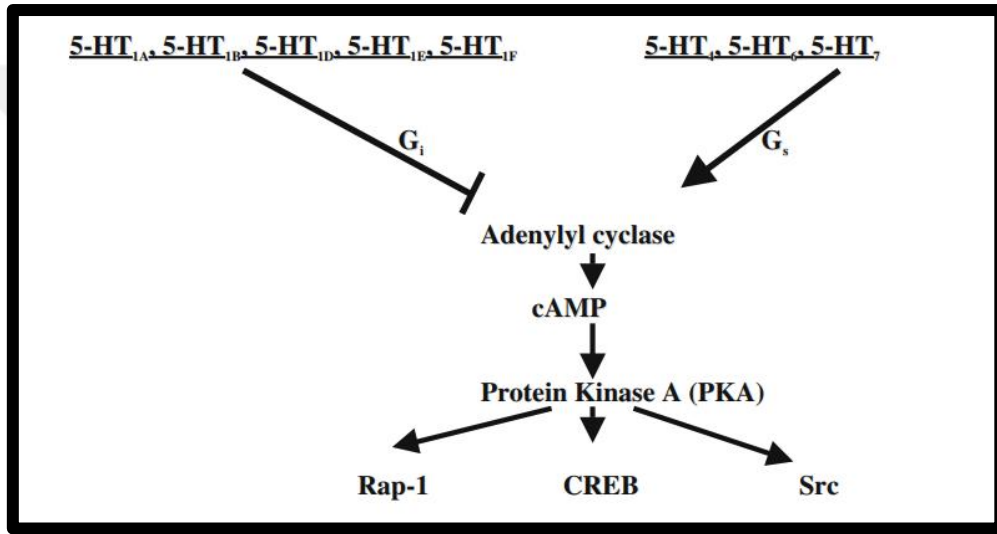 5-HT1A, 5-HT1B, 5-HT1D, 5-HT1E, 5-HT1F 5-HT4, 5-HT6, 5-HT7
Gi Gs
Adenylyl cyclase
cAMP
Protein Kinase A (PKA)
Rap-1 CREB Src